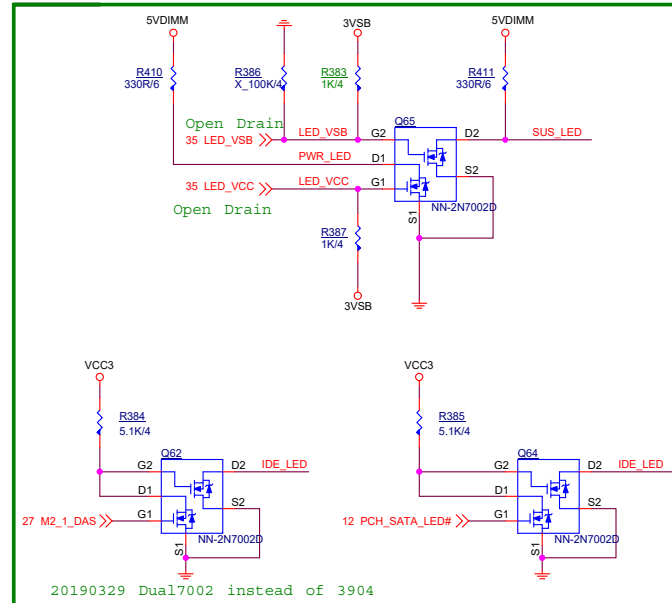 5VDIMM 3VSB 5VDIMM
R410 R386 R383 R411
330R/6 X_100K/4 1K/4 330R/6
Open Drain Q65
35 LED_VSB LED_VSB G2 D2 SUS_LED
PWR_LED D1 S2
35 LED_VCC LED_VCC G1
Open Drain S1 NN-2N7002D
R387
1K/4
3VSB
VCC3 VCC3
R384 R385
5.1K/4 5.1K/4
Q62 Q64
G2 D2 IDE_LED G2 D2 IDE_LED
D1 S2 D1 S2
27 M2_1_DAS G1 12 PCH_SATA_LED# G1
S1 NN-2N7002D S1 NN-2N7002D
20190329 Dual7002 instead of 3904